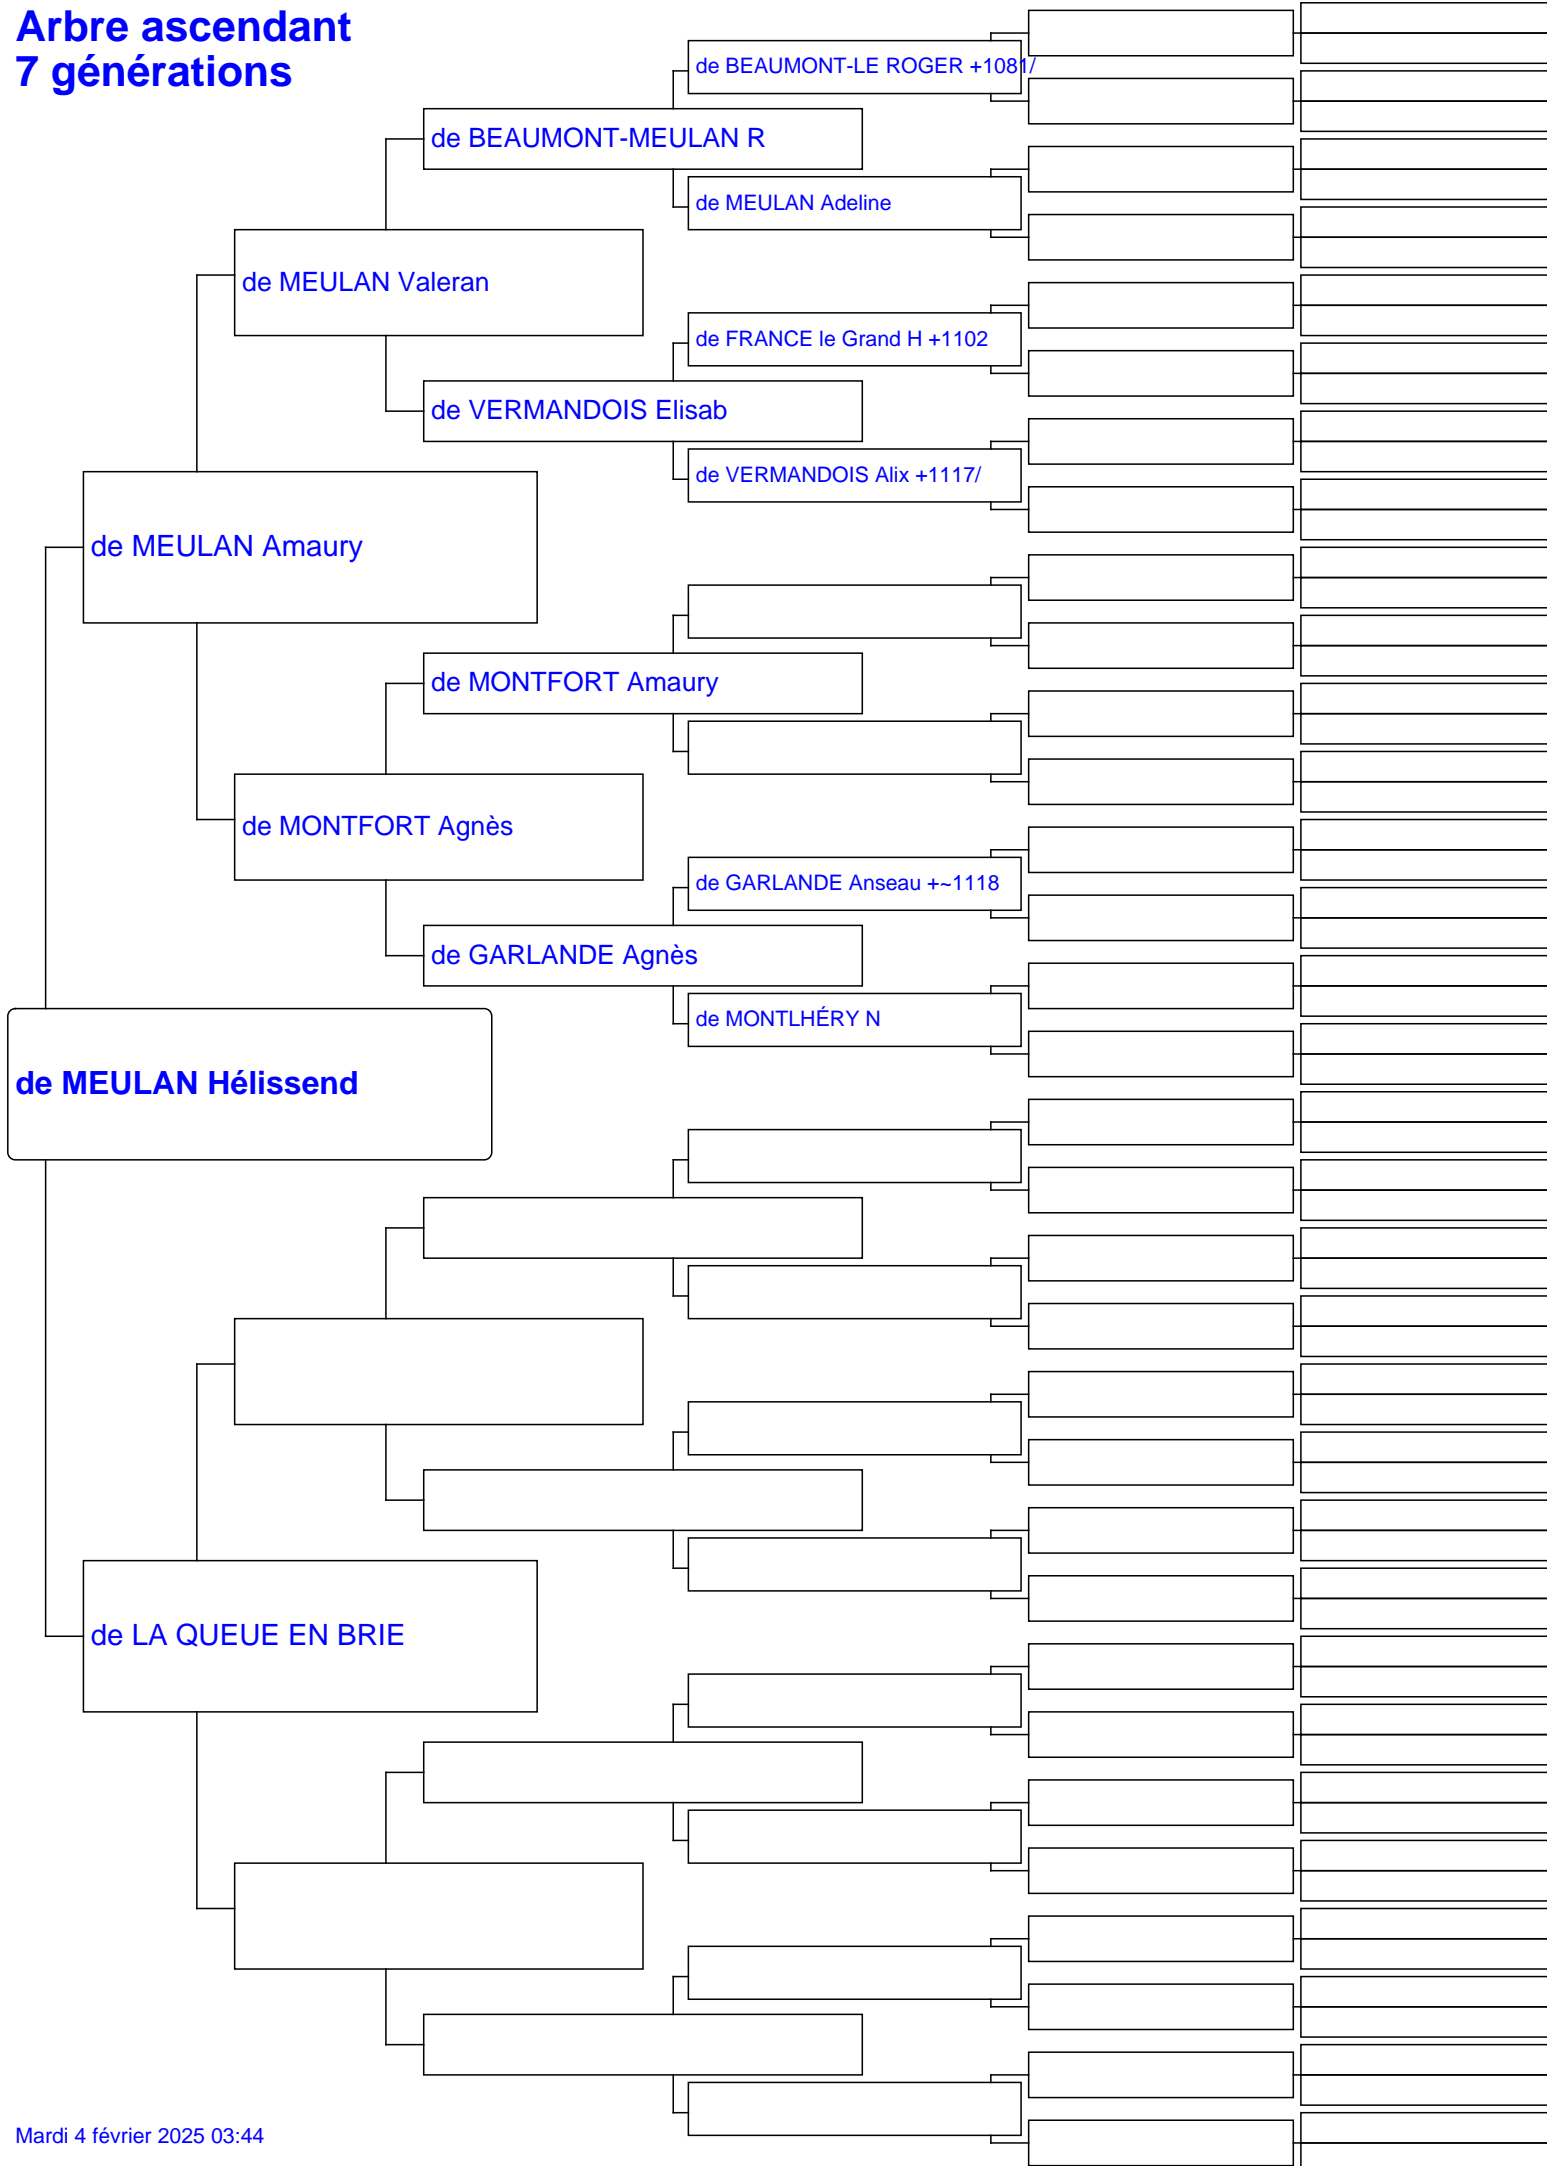 Arbre ascendant
7 générations
de BEAUMONT-LE ROGER +1081/
de BEAUMONT-MEULAN R
de MEULAN Adeline
de MEULAN Valeran
de FRANCE le Grand H +1102
de VERMANDOIS Elisab
de VERMANDOIS Alix +1117/
de MEULAN Amaury
de MONTFORT Amaury
de MONTFORT Agnès
de GARLANDE Anseau +~1118
de GARLANDE Agnès
de MONTLHÉRY N
de MEULAN Hélissend
de LA QUEUE EN BRIE
Mardi 4 février 2025 03:44